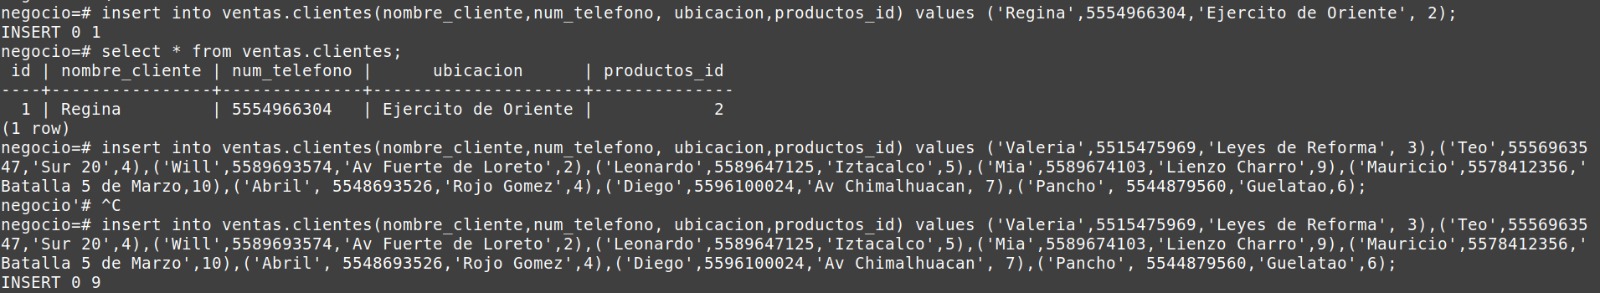 negocio=# insert into ventas.clientes(nombre_cliente,num_telefono, ubicacion,productos_id) values ('Regina',5554966304,'Ejercito de Oriente', 2);
INSERT 0 1
negocio=# select * from ventas.clientes;
 id | nombre_cliente | num_telefono |      ubicacion      | productos_id
----+----------------+--------------+---------------------+--------------
  1 | Regina         | 5554966304   | Ejercito de Oriente |            2
(1 row)
negocio=# insert into ventas.clientes(nombre_cliente,num_telefono, ubicacion,productos_id) values ('Valeria',5515475969,'Leyes de Reforma', 3),('Teo',55569635
47,'Sur 20',4),('Will',5589693574,'Av Fuerte de Loreto',2),('Leonardo',5589647125,'Iztacalco',5),('Mia',5589674103,'Lienzo Charro',9),('Mauricio',5578412356,'
Batalla 5 de Marzo,10),('Abril', 5548693526,'Rojo Gomez',4),('Diego',5596100024,'Av Chimalhuacan, 7),('Pancho', 5544879560,'Guelatao,6);
negocio'# ^C
negocio=# insert into ventas.clientes(nombre_cliente,num_telefono, ubicacion,productos_id) values ('Valeria',5515475969,'Leyes de Reforma', 3),('Teo',55569635
47,'Sur 20',4),('Will',5589693574,'Av Fuerte de Loreto',2),('Leonardo',5589647125,'Iztacalco',5),('Mia',5589674103,'Lienzo Charro',9),('Mauricio',5578412356,'
Batalla 5 de Marzo',10),('Abril', 5548693526,'Rojo Gomez',4),('Diego',5596100024,'Av Chimalhuacan', 7),('Pancho', 5544879560,'Guelatao',6);
INSERT 0 9